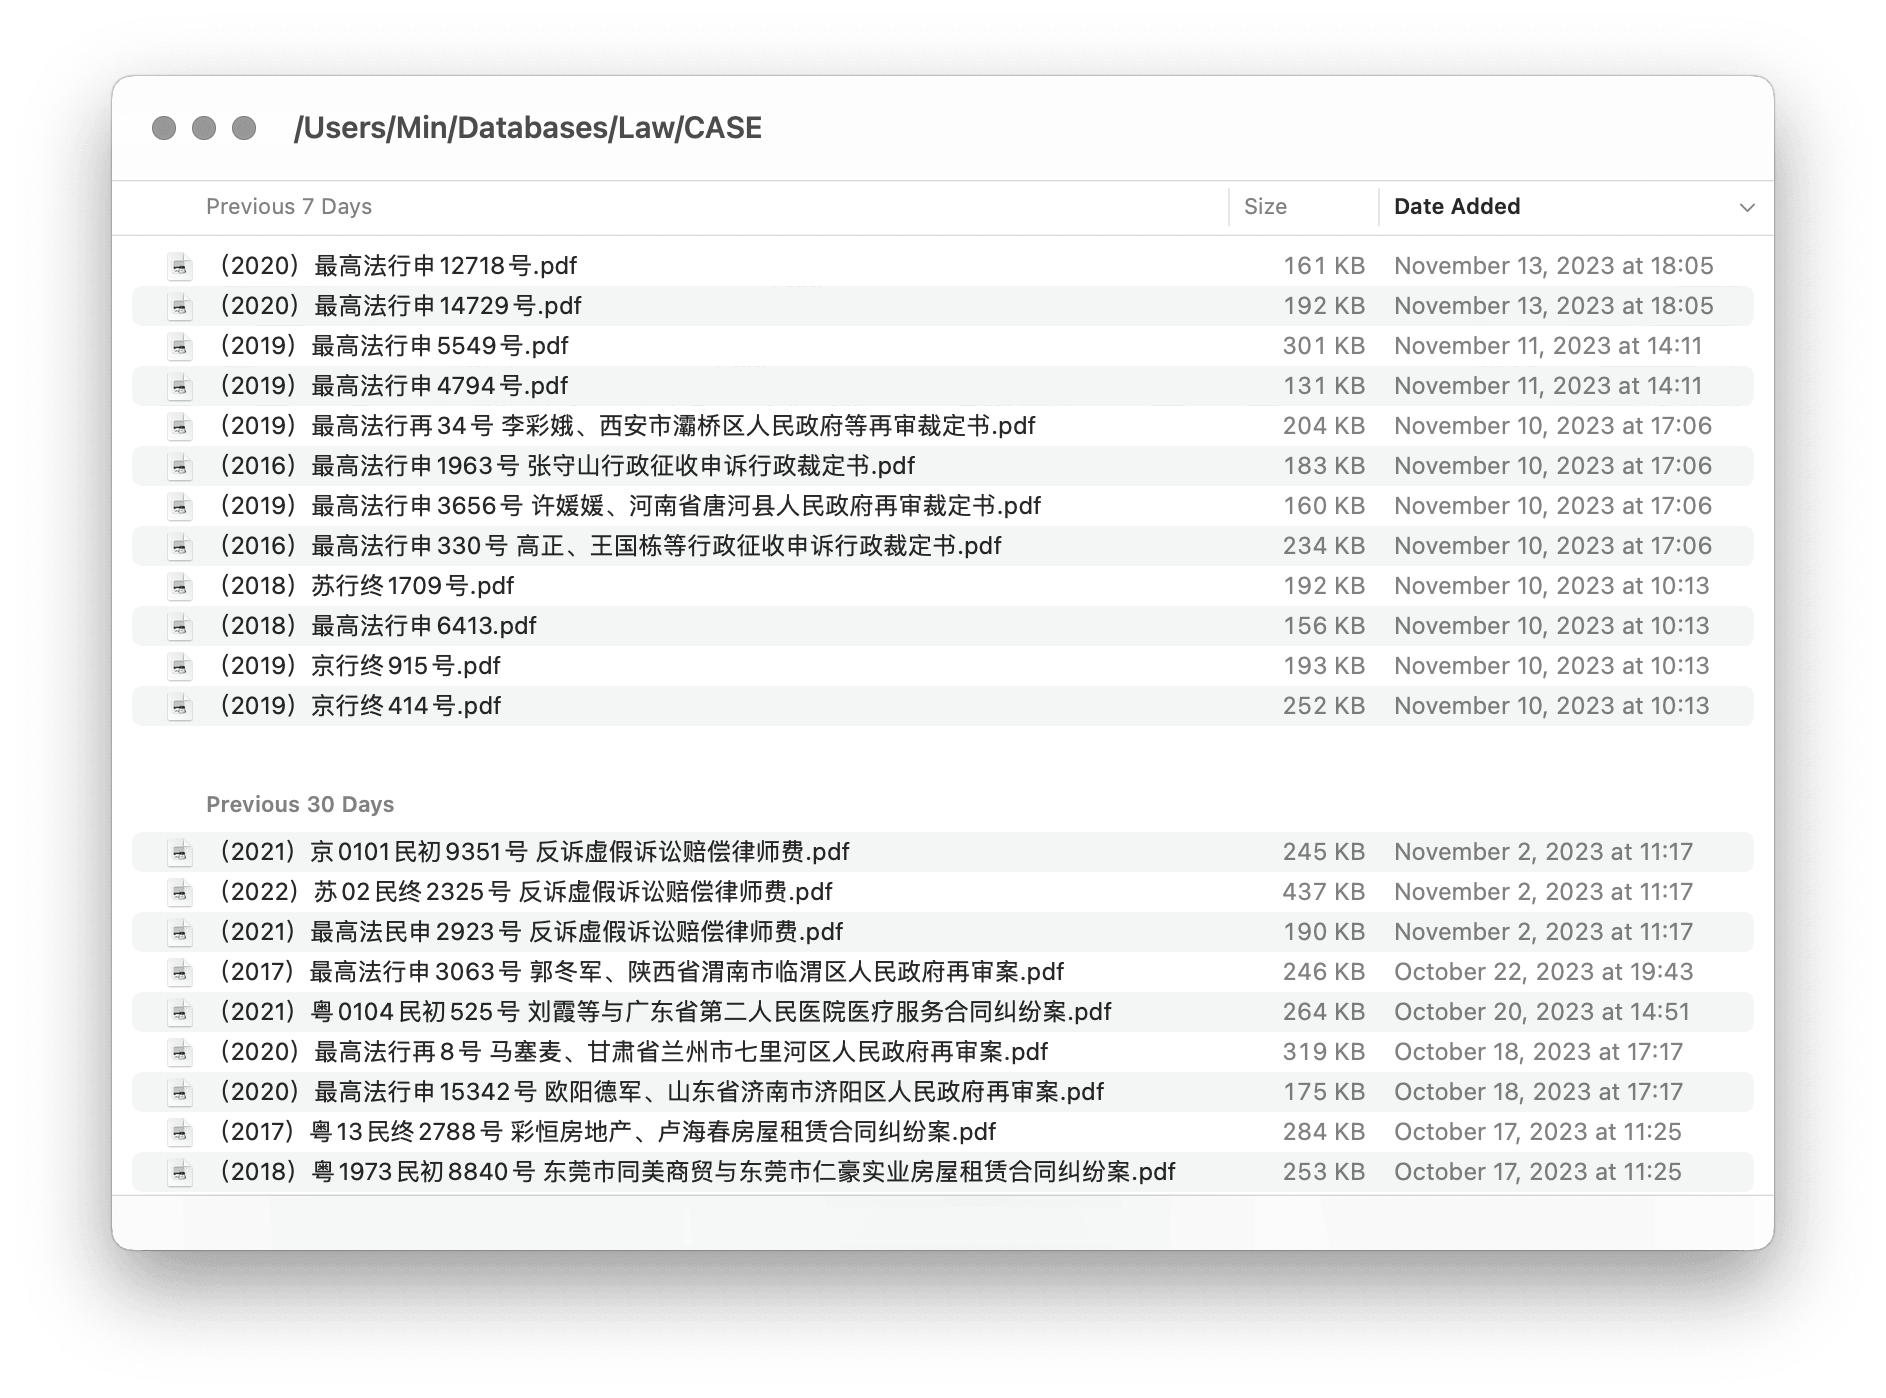 /Users/Min/Databases/Law/CASE
Previous 7 Days Size Date Added
（2020）最高法行申12718号.pdf 161 KB November 13, 2023 at 18:05
（2020）最高法行申14729号.pdf 192 KB November 13, 2023 at 18:05
（2019）最高法行申5549号.pdf 301 KB November 11, 2023 at 14:11
（2019）最高法行申4794号.pdf 131 KB November 11, 2023 at 14:11
（2019）最高法行再34号 李彩娥、西安市灞桥区人民政府等再审裁定书.pdf 204 KB November 10, 2023 at 17:06
（2016）最高法行申1963号 张守山行政征收申诉行政裁定书.pdf 183 KB November 10, 2023 at 17:06
（2019）最高法行申3656号 许媛媛、河南省唐河县人民政府再审裁定书.pdf 160 KB November 10, 2023 at 17:06
（2016）最高法行申330号 高正、王国栋等行政征收申诉行政裁定书.pdf 234 KB November 10, 2023 at 17:06
（2018）苏行终1709号.pdf 192 KB November 10, 2023 at 10:13
（2018）最高法行申6413.pdf 156 KB November 10, 2023 at 10:13
（2019）京行终915号.pdf 193 KB November 10, 2023 at 10:13
（2019）京行终414号.pdf 252 KB November 10, 2023 at 10:13
Previous 30 Days
（2021）京0101民初9351号 反诉虚假诉讼赔偿律师费.pdf 245 KB November 2, 2023 at 11:17
（2022）苏02民终2325号 反诉虚假诉讼赔偿律师费.pdf 437 KB November 2, 2023 at 11:17
（2021）最高法民申2923号 反诉虚假诉讼赔偿律师费.pdf 190 KB November 2, 2023 at 11:17
（2017）最高法行申3063号 郭冬军、陕西省渭南市临渭区人民政府再审案.pdf 246 KB October 22, 2023 at 19:43
（2021）粤0104民初525号 刘霞等与广东省第二人民医院医疗服务合同纠纷案.pdf 264 KB October 20, 2023 at 14:51
（2020）最高法行再8号 马塞麦、甘肃省兰州市七里河区人民政府再审案.pdf 319 KB October 18, 2023 at 17:17
（2020）最高法行申15342号 欧阳德军、山东省济南市济阳区人民政府再审案.pdf 175 KB October 18, 2023 at 17:17
（2017）粤13民终2788号 彩恒房地产、卢海春房屋租赁合同纠纷案.pdf 284 KB October 17, 2023 at 11:25
（2018）粤1973民初8840号 东莞市同美商贸与东莞市仁豪实业房屋租赁合同纠纷案.pdf 253 KB October 17, 2023 at 11:25